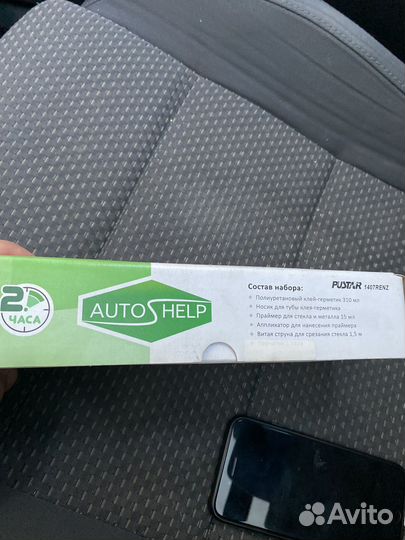 2
ЧАСА
AUTOSHELP
Состав набора:
PUSTAR 1407RENZ
Полиуретановый клей-герметик 310 мл
Носик для тубы клея-герметика
Праймер для стекла и металла 15 мл
Аппликатор для нанесения праймера
Витая струна для срезания стекла 1,5 м
Avito